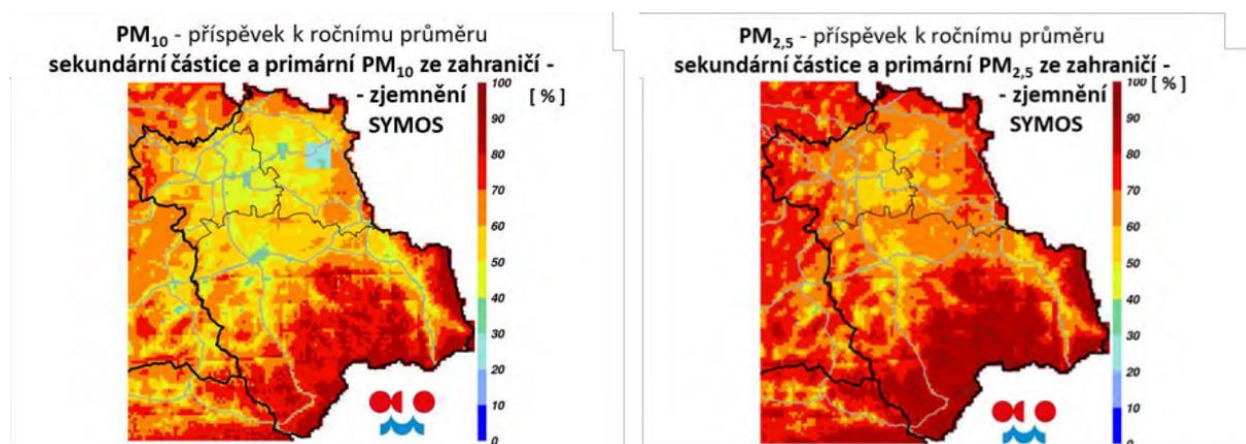 PM₁₀ - příspěvek k ročnímu průměru
sekundární částice a primární PM₁₀ ze zahraničí -
- zjemnění
SYMOS
[ % ]
100
90
80
70
60
50
40
30
20
10
0
PM₂,₅ - příspěvek k ročnímu průměru
sekundární částice a primární PM₂,₅ ze zahraničí -
- zjemnění
SYMOS
[ % ]
100
90
80
70
60
50
40
30
20
10
0